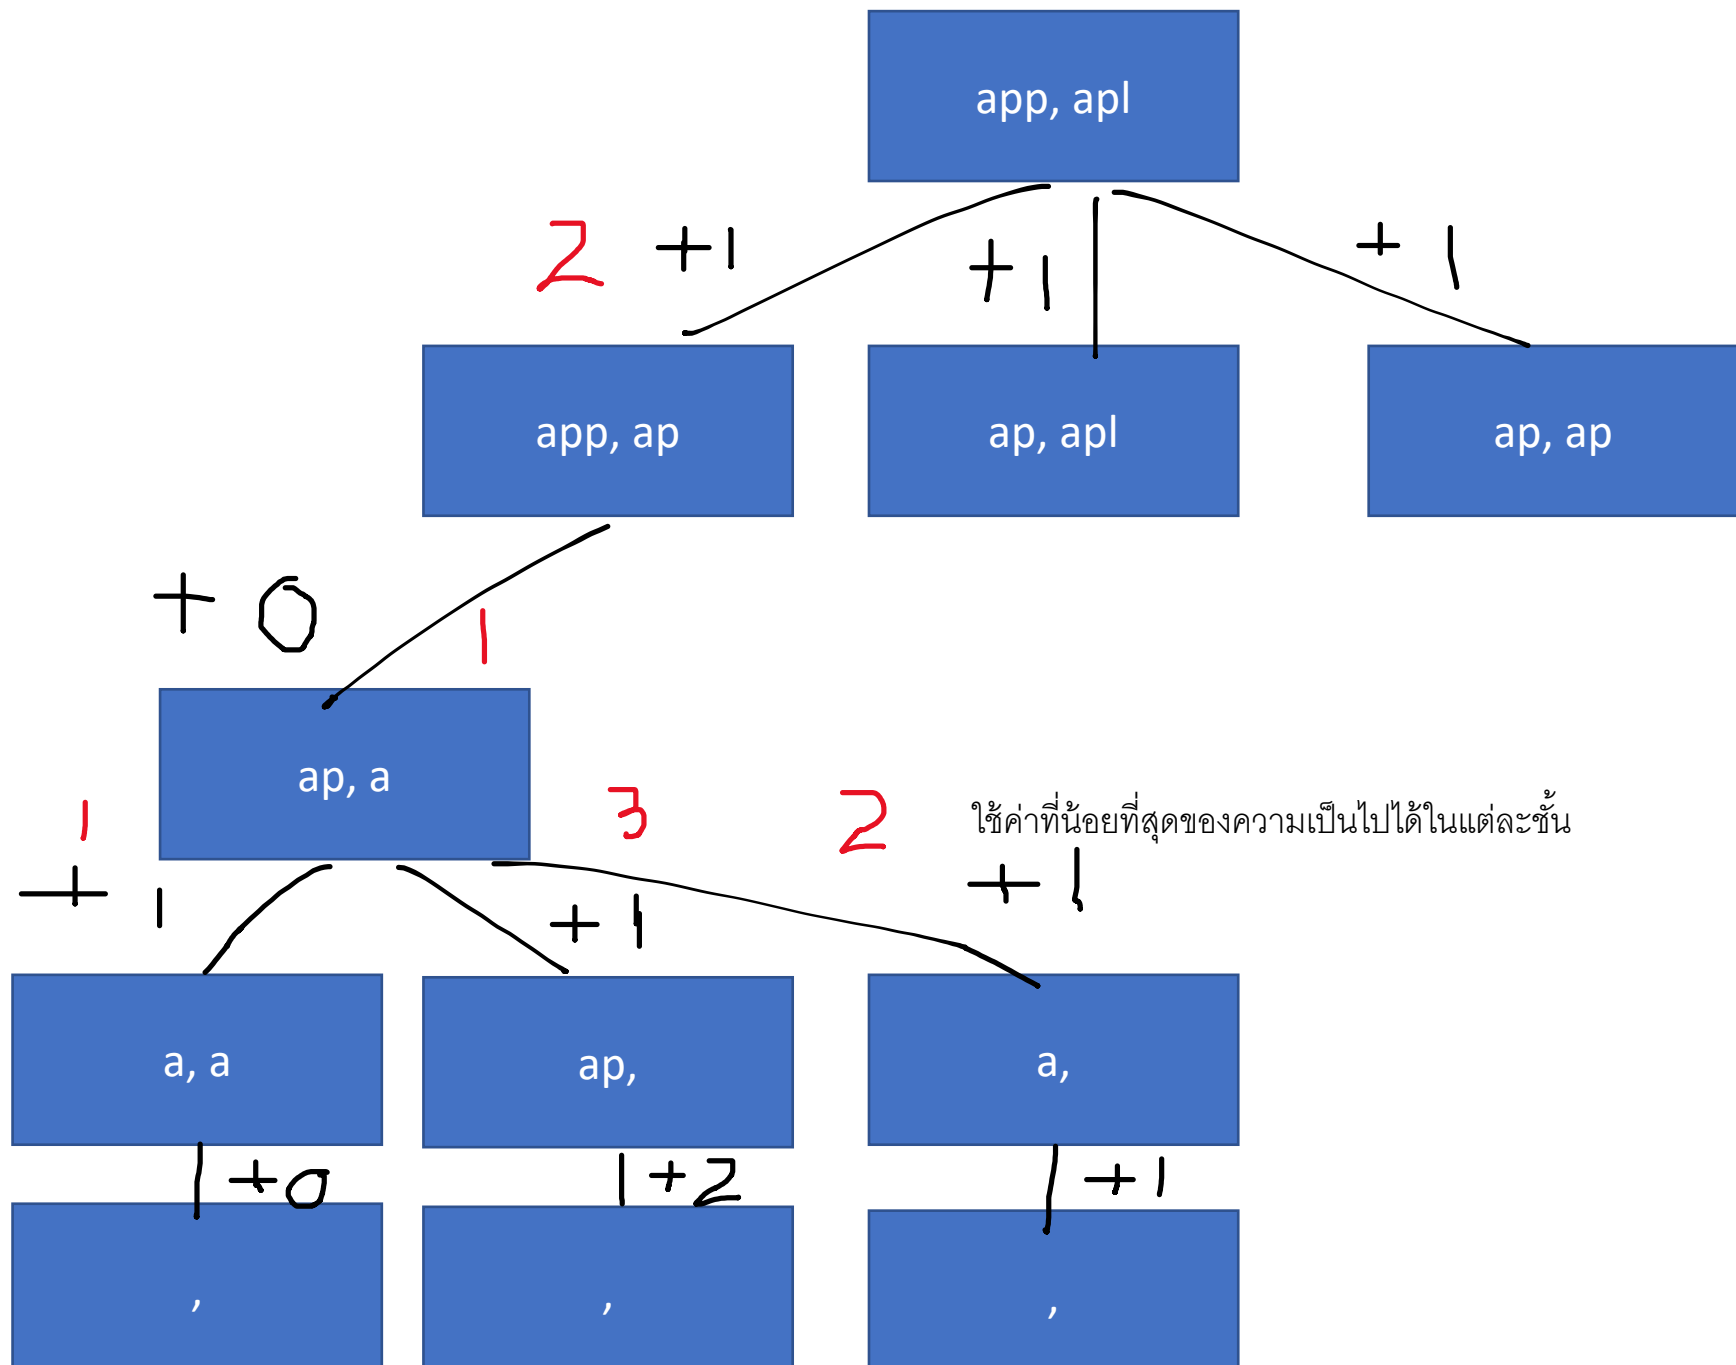 app, apl
2 +1
+1
+ 1
app, ap
ap, apl
ap, ap
+ 0
1
ap, a
1
3
2
ใช้ค่าที่น้อยที่สุดของความเป็นไปได้ในแต่ละชั้น
+ 1
+ 1
+ 1
a, a
ap,
a,
+0
+2
+1
,
,
,